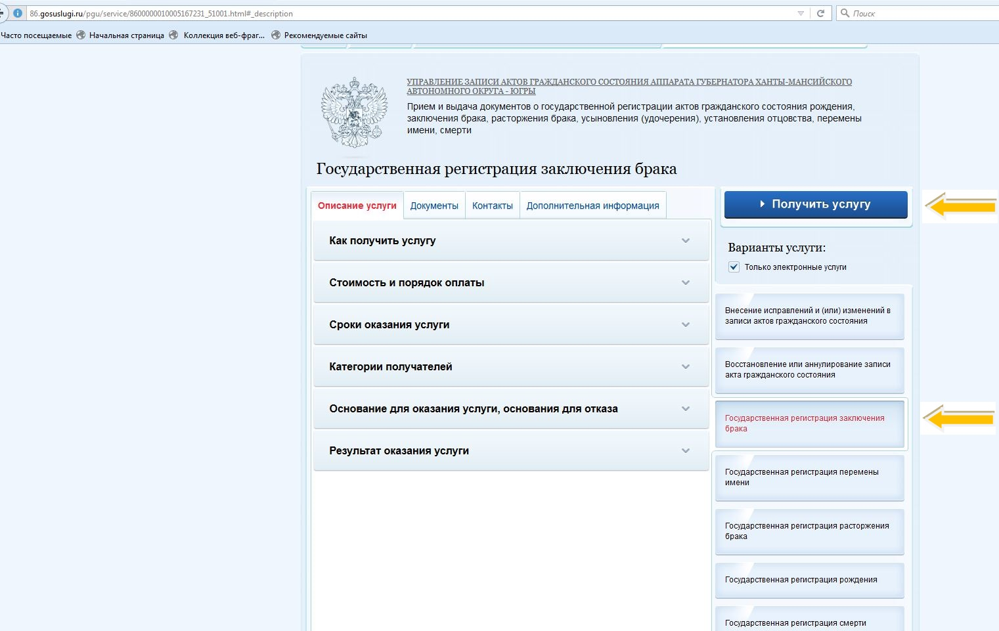 86.gosuslugi.ru/pgu/service/8600000010005167231_51001.html#_description
Поиск
Часто посещаемые Начальная страница Коллекция веб-фраг... Рекомендуемые сайты
УПРАВЛЕНИЕ ЗАПИСИ АКТОВ ГРАЖДАНСКОГО СОСТОЯНИЯ АППАРАТА ГУБЕРНАТОРА ХАНТЫ-МАНСИЙСКОГО
АВТОНОМНОГО ОКРУГА - ЮГРЫ
Прием и выдача документов о государственной регистрации актов гражданского состояния рождения,
заключения брака, расторжения брака, усыновления (удочерения), установления отцовства, перемены
имени, смерти
Государственная регистрация заключения брака
Описание услуги Документы Контакты Дополнительная информация
Как получить услугу
Стоимость и порядок оплаты
Сроки оказания услуги
Категории получателей
Основание для оказания услуги, основания для отказа
Результат оказания услуги
Получить услугу
Варианты услуги:
Только электронные услуги
Внесение исправлений и (или) изменений в
записи актов гражданского состояния
Восстановление или аннулирование записи
акта гражданского состояния
Государственная регистрация заключения
брака
Государственная регистрация перемены
имени
Государственная регистрация расторжения
брака
Государственная регистрация рождения
Государственная регистрация смерти